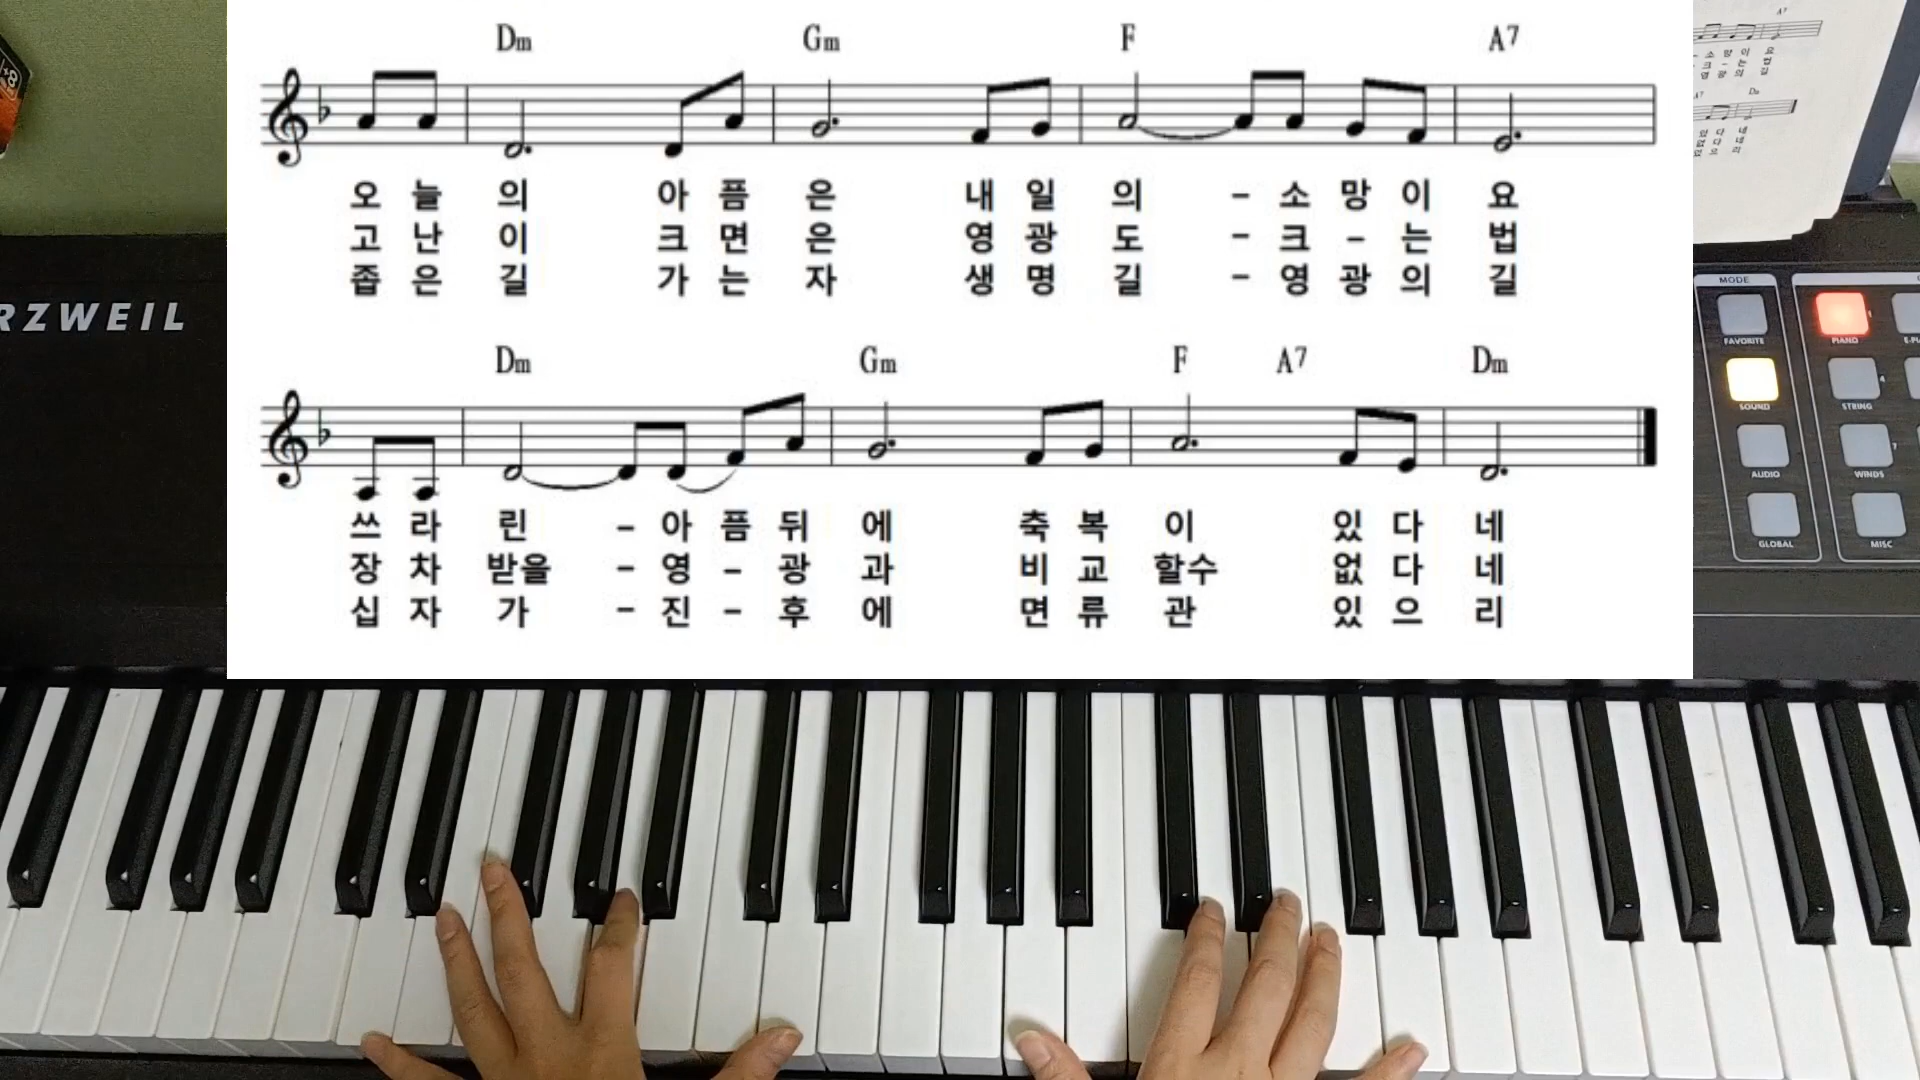 Dm Gm F A7
오 늘 의 아 픔 은 내 일 의 - 소 망 이 요
고 난 이 크 면 은 영 광 도 - 크 - 는 법
좁 은 길 가 는 자 생 명 길 - 영 광 의 길
Dm Gm F A7 Dm
쓰 라 린 - 아 픔 뒤 에 축 복 이 있 다 네
장 차 받을 - 영 - 광 과 비 교 할수 없 다 네
십 자 가 - 진 - 후 에 면 류 관 있 으 리
RZWEIL
MODE
FAVORITE
PIANO
SOUND
STRING
AUDIO
WINDS
GLOBAL
MISC